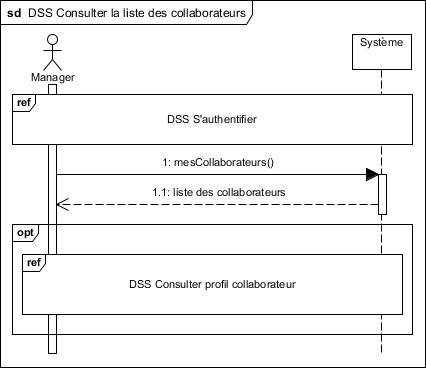 sd DSS Consulter la liste des collaborateurs
Système
Manager
ref
DSS S'authentifier
1: mesCollaborateurs()
1.1: liste des collaborateurs
opt
ref
DSS Consulter profil collaborateur